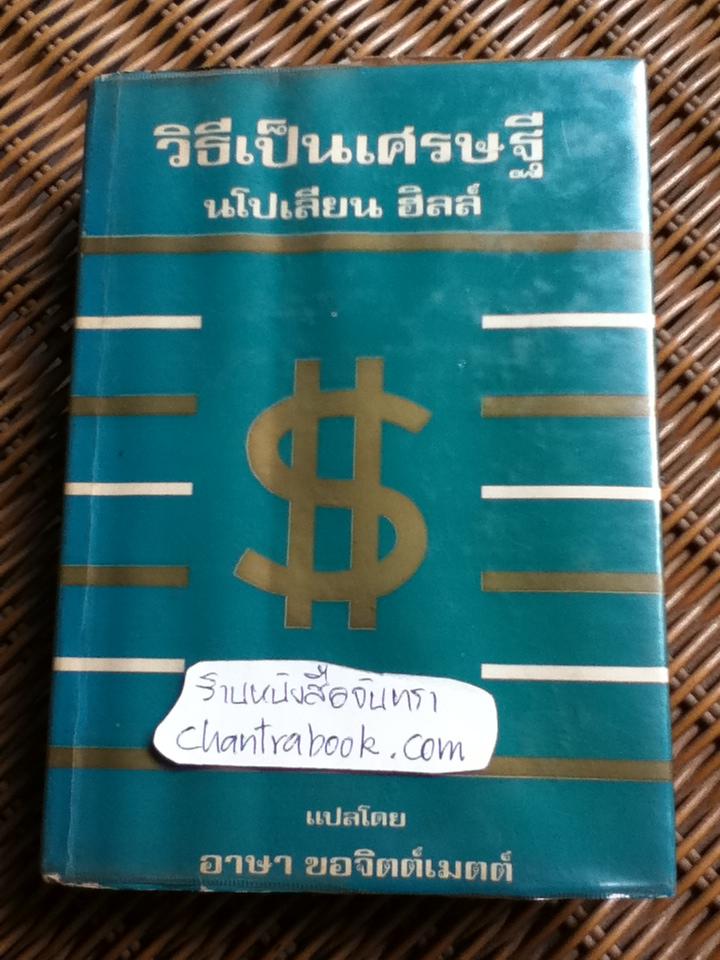 วิธีเป็นเศรษฐี
นโปเลียน ฮิลล์
$
ร้านหนังสือจันทรา
chantrabook.com
แปลโดย
อาษา ขอจิตต์เมตต์